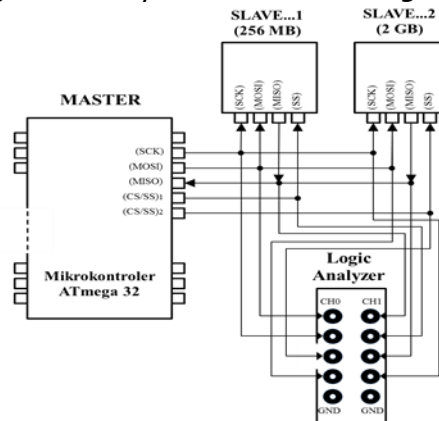 SLAVE...1
(256 MB)
SLAVE...2
(2 GB)
(SCK)
(MOSI)
(MISO)
(SS)
(SCK)
(MOSI)
(MISO)
(SS)
MASTER
(SCK)
(MOSI)
(MISO)
(CS/SS)1
(CS/SS)2
Mikrokontroler
ATmega 32
Logic
Analyzer
CH0
CH1
GND
GND